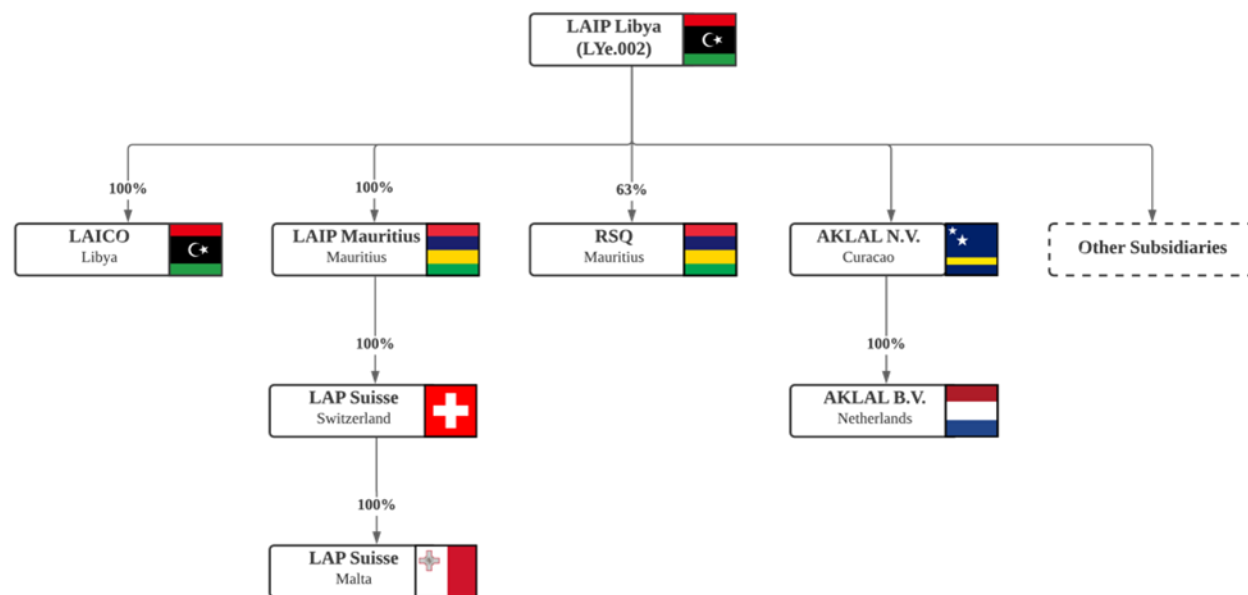 LAIP Libya
(LYe.002)
100%
100%
63%
LAICO
Libya
LAIP Mauritius
Mauritius
RSQ
Mauritius
AKLAL N.V.
Curacao
Other Subsidiaries
100%
100%
LAP Suisse
Switzerland
AKLAL B.V.
Netherlands
100%
LAP Suisse
Malta